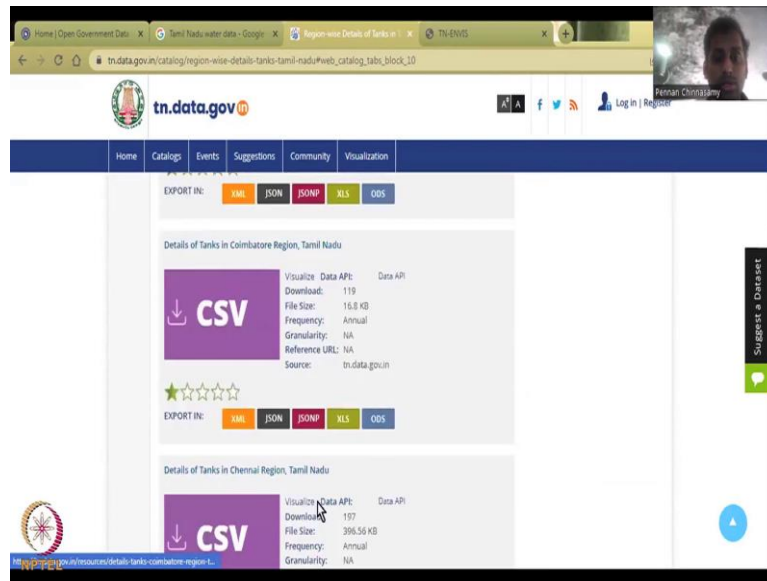 Home | Open Government Data
Tamil Nadu water data - Google
Region-wise Details of Tanks in
TN-ENVIS
tn.data.gov.in/catalog/region-wise-details-tanks-tamil-nadu#web_catalog_tabs_block_10
Pennan Chinnasamy
tn.data.gov in
A+ A
Log in | Register
Home Catalogs Events Suggestions Community Visualization
EXPORT IN: XML JSON JSONP XLS ODS
Details of Tanks in Coimbatore Region, Tamil Nadu
CSV
Visualize Data API: Data API
Download: 119
File Size: 16.8 KB
Frequency: Annual
Granularity: NA
Reference URL: NA
Source: tn.data.gov.in
EXPORT IN: XML JSON JSONP XLS ODS
Details of Tanks in Chennai Region, Tamil Nadu
CSV
Visualize Data API: Data API
Download: 197
File Size: 396.56 KB
Frequency: Annual
Granularity: NA
Suggest a Dataset
NPTEL
gov.in/resources/details-tanks-coimbatore-region-t...